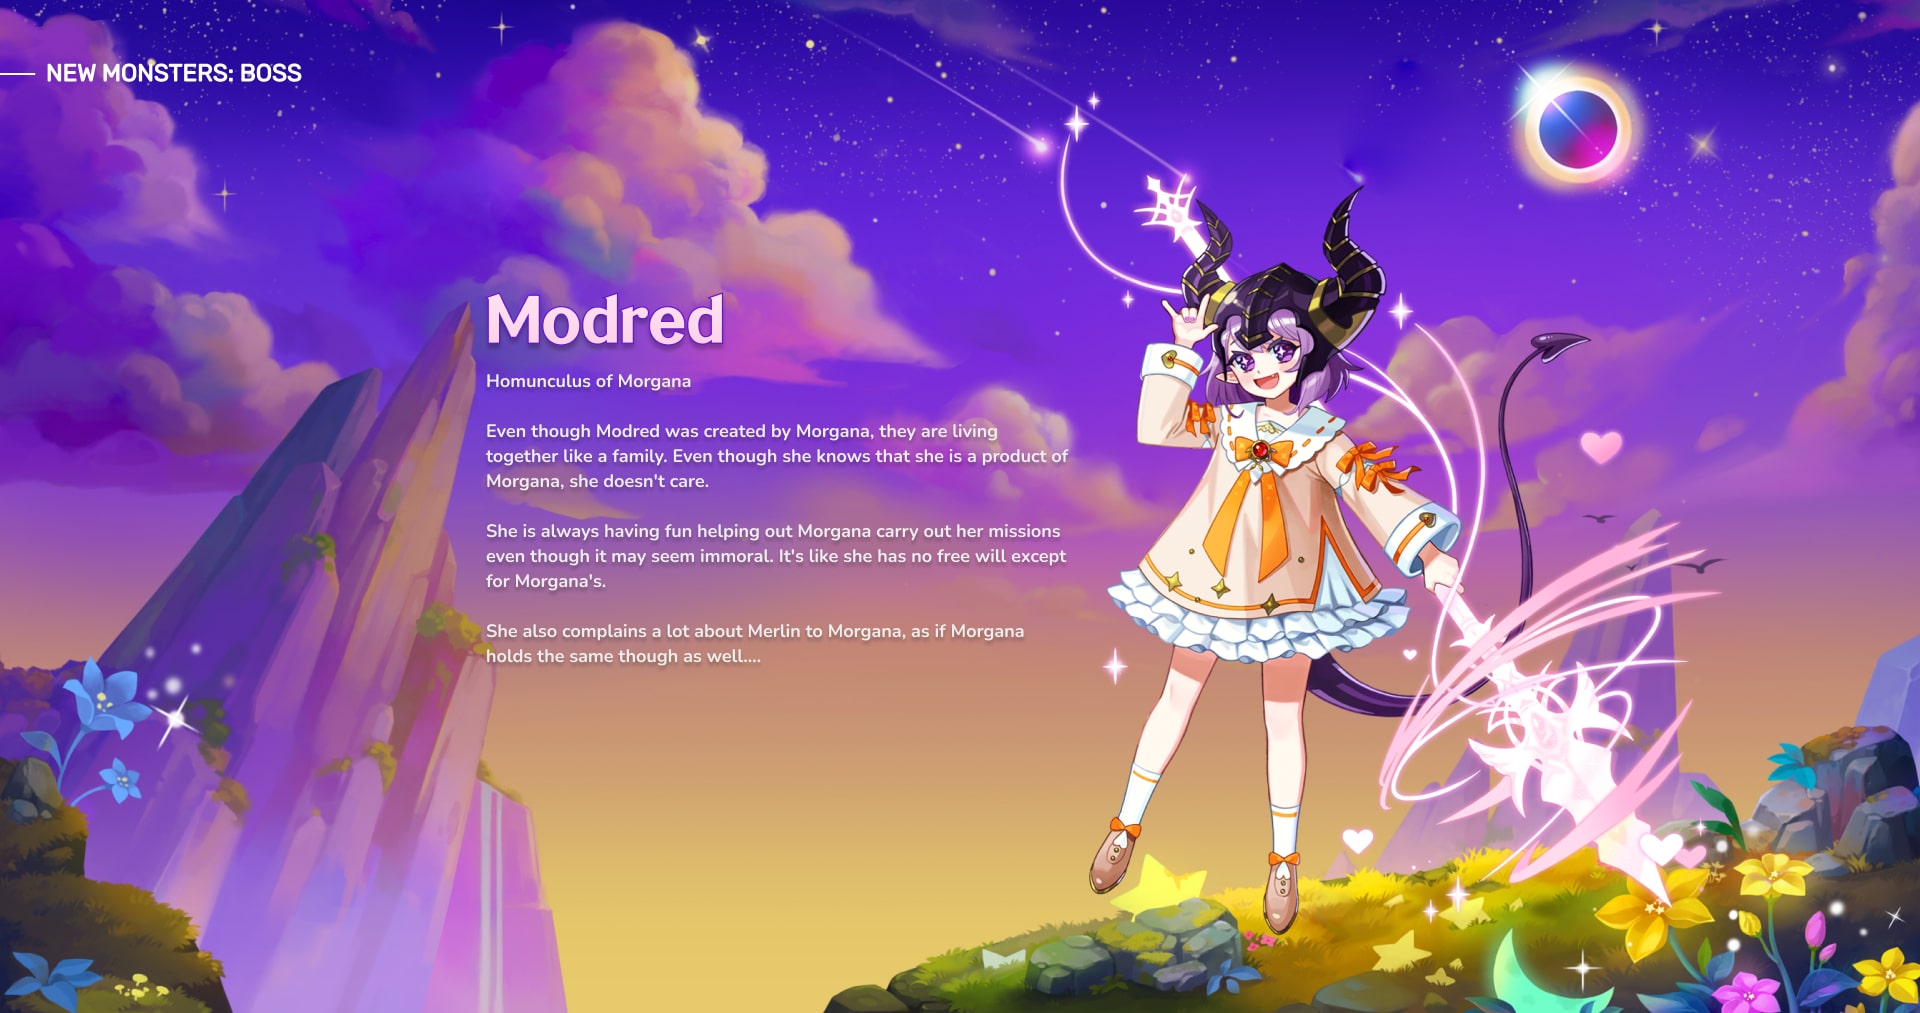 NEW MONSTERS: BOSS
Modred
Homunculus of Morgana
Even though Modred was created by Morgana, they are living
together like a family. Even though she knows that she is a product of
Morgana, she doesn't care.
She is always having fun helping out Morgana carry out her missions
even though it may seem immoral. It's like she has no free will except
for Morgana's.
She also complains a lot about Merlin to Morgana, as if Morgana
holds the same though as well....